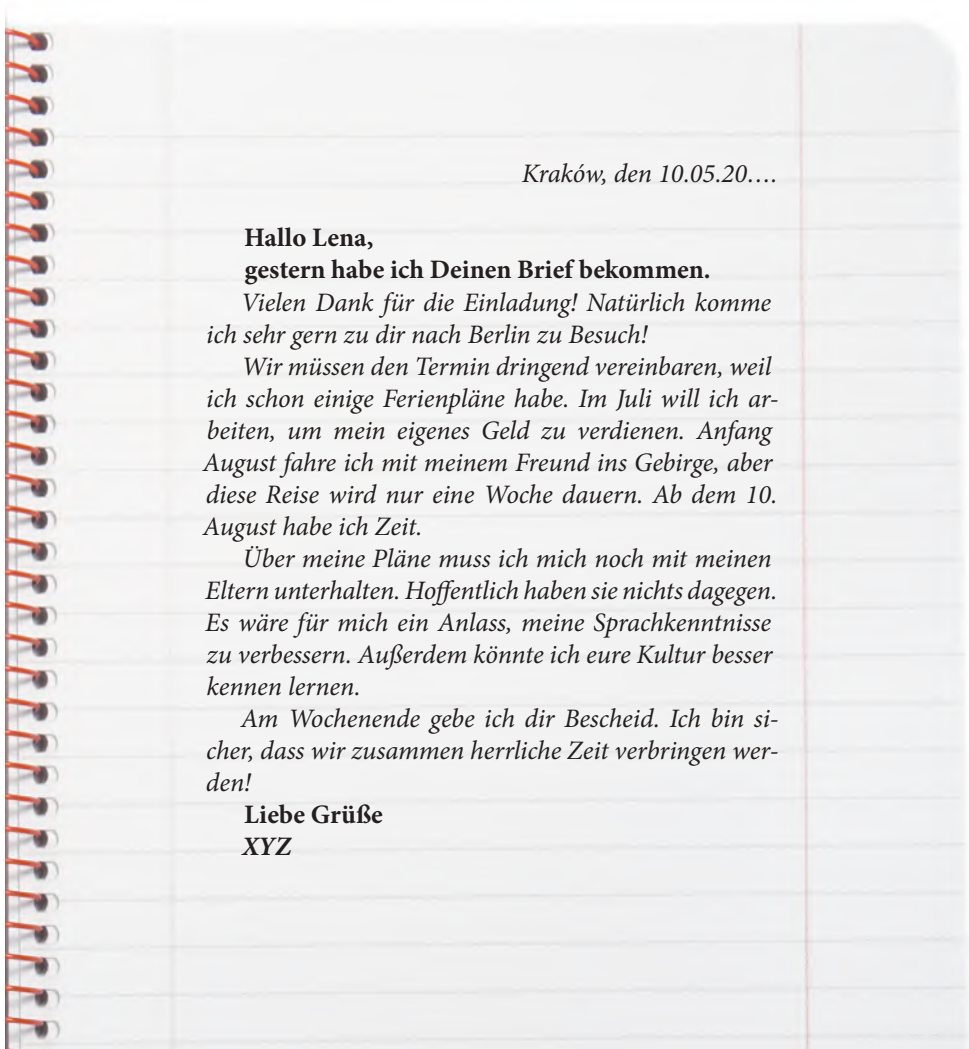 Kraków, den 10.05.20....
Hallo Lena,
gestern habe ich Deinen Brief bekommen.
Vielen Dank für die Einladung! Natürlich komme
ich sehr gern zu dir nach Berlin zu Besuch!
Wir müssen den Termin dringend vereinbaren, weil
ich schon einige Ferienpläne habe. Im Juli will ich ar-
beiten, um mein eigenes Geld zu verdienen. Anfang
August fahre ich mit meinem Freund ins Gebirge, aber
diese Reise wird nur eine Woche dauern. Ab dem 10.
August habe ich Zeit.
Über meine Pläne muss ich mich noch mit meinen
Eltern unterhalten. Hoffentlich haben sie nichts dagegen.
Es wäre für mich ein Anlass, meine Sprachkenntnisse
zu verbessern. Außerdem könnte ich eure Kultur besser
kennen lernen.
Am Wochenende gebe ich dir Bescheid. Ich bin si-
cher, dass wir zusammen herrliche Zeit verbringen wer-
den!
Liebe Grüße
XYZ